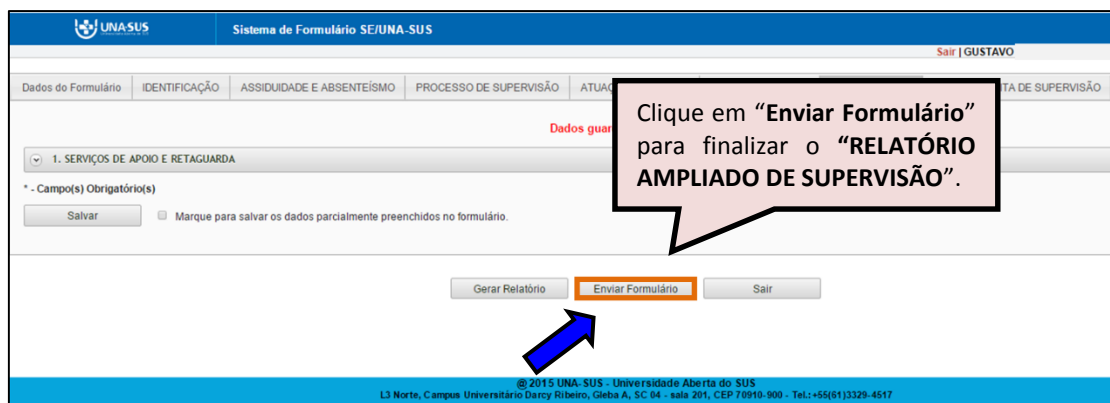 UNA-SUS Sistema de Formulário SE/UNA-SUS
Sair | GUSTAVO
Dados do Formulário IDENTIFICAÇÃO ASSIDUIDADE E ABSENTEÍSMO PROCESSO DE SUPERVISÃO DE SUPERVISÃO
Clique em “Enviar Formulário”
para finalizar o “RELATÓRIO
AMPLIADO DE SUPERVISÃO”.
Dados
1. SERVIÇOS DE APOIO E RETAGUARDA
* - Campo(s) Obrigatório(s)
Salvar Marque para salvar os dados parcialmente preenchidos no formulário.
Gerar Relatório Enviar Formulário Sair
@ 2015 UNA- SUS - Universidade Aberta do SUS
L3 Norte, Campus Universitário Darcy Ribeiro, Gleba A, SC 04 - sala 201, CEP 70910-900 - Tel.:+55(61)3329-4517